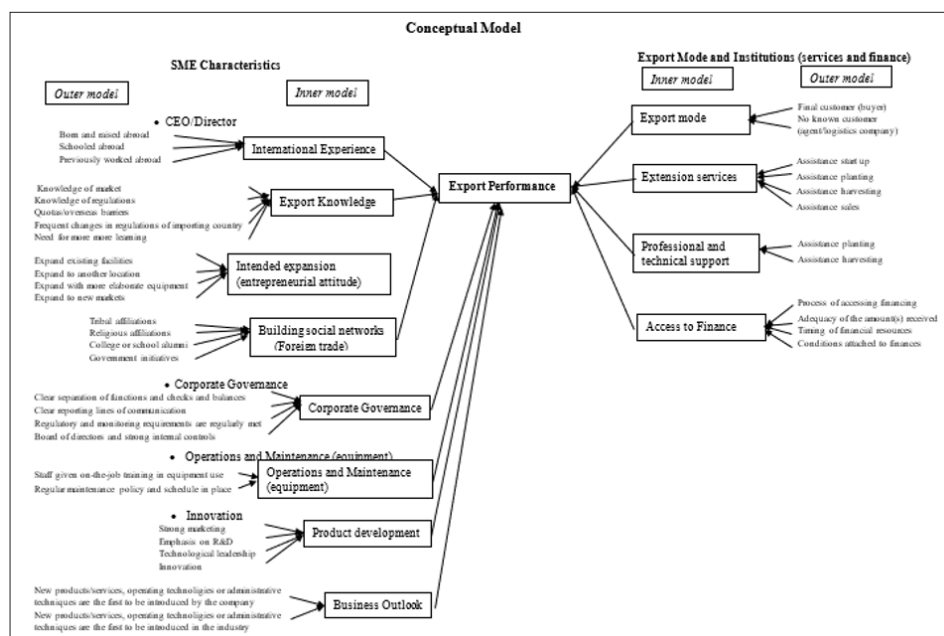 Conceptual Model
SME Characteristics
Outer model
Inner model
• CEO/Director
Born and raised abroad
Schooled abroad
Previously worked abroad
International Experience
Knowledge of market
Knowledge of regulations
Quotas/overseas barriers
Frequent changes in regulations of importing country
Need for more more learning
Export Knowledge
Expand existing facilities
Expand to another location
Expand with more elaborate equipment
Expand to new markets
Intended expansion
(entrepreneurial attitude)
Tribal affiliations
Religious affiliations
College or school alumni
Government initiatives
Building social networks
(Foreign trade)
• Corporate Governance
Clear separation of functions and checks and balances
Clear reporting lines of communication
Regulatory and monitoring requirements are regularly met
Board of directors and strong internal controls
Corporate Governance
• Operations and Maintenance (equipment)
Staff given on-the-job training in equipment use
Regular maintenance policy and schedule in place
Operations and Maintenance
(equipment)
• Innovation
Strong marketing
Emphasis on R&D
Technological leadership
Innovation
Product development
New products/services, operating technoligies or administrative
techniques are the first to be introduced by the company
New products/services, operating technoligies or administrative
techniques are the first to be introduced in the industry
Business Outlook
Export Performance
Export Mode and Institutions (services and finance)
Inner model
Outer model
Export mode
Final customer (buyer)
No known customer
(agent/logistics company)
Extension services
Assistance start up
Assistance planting
Assistance harvesting
Assistance sales
Professional and
technical support
Assistance planting
Assistance harvesting
Access to Finance
Process of accessing financing
Adequacy of the amount(s) received
Timing of financial resources
Conditions attached to finances